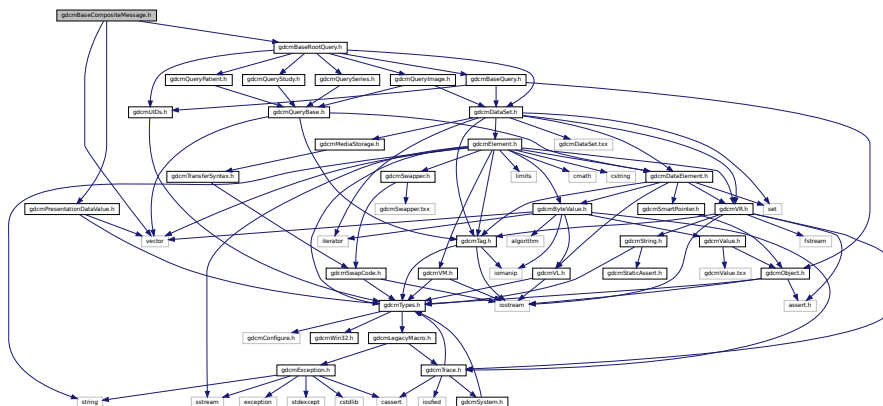 gdcmBaseCompositeMessage.h
gdcmBaseRootQuery.h
gdcmQueryPatient.h
gdcmQueryStudy.h
gdcmQuerySeries.h
gdcmQueryImage.h
gdcmBaseQuery.h
gdcmUIDs.h
gdcmQueryBase.h
gdcmDataSet.h
gdcmMediaStorage.h
gdcmElement.h
gdcmDataSet.txx
gdcmTransferSyntax.h
gdcmSwapper.h
limits
cmath
cstring
gdcmDataElement.h
gdcmPresentationDataValue.h
gdcmSwapper.txx
gdcmByteValue.h
gdcmSmartPointer.h
gdcmVR.h
set
vector
iterator
gdcmTag.h
algorithm
gdcmString.h
gdcmValue.h
fstream
gdcmSwapCode.h
gdcmVM.h
iomanip
gdcmVL.h
gdcmStaticAssert.h
gdcmValue.txx
gdcmObject.h
gdcmTypes.h
iostream
assert.h
gdcmConfigure.h
gdcmWin32.h
gdcmLegacyMacro.h
gdcmException.h
gdcmTrace.h
string
sstream
exception
stdexcept
cstdlib
cassert
iosfwd
gdcmSystem.h